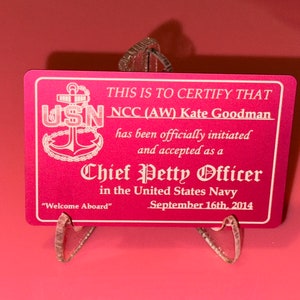 THIS IS TO CERTIFY THAT
USN
NCC (AW) Kate Goodman
has been officially initiated
and accepted as a
Chief Petty Officer
in the United States Navy
"Welcome Aboard" September 16th, 2014